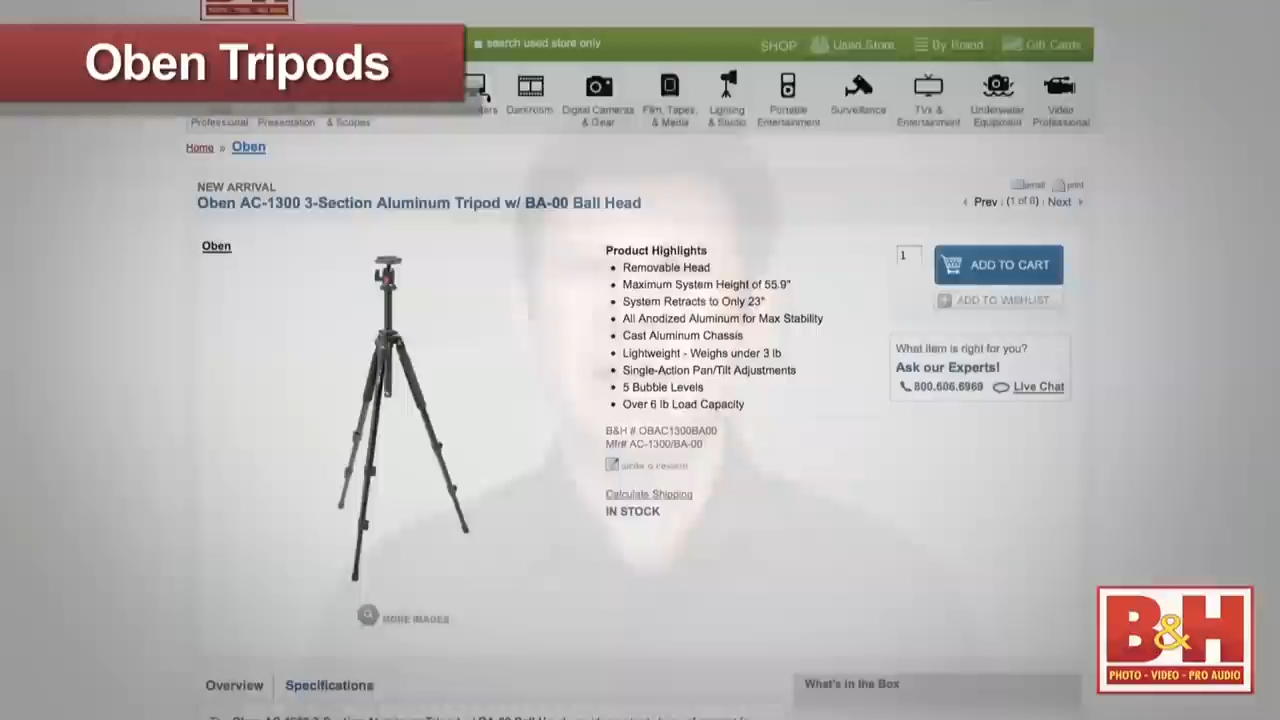 Oben Tripods
search used store only
SHOP
Used Store
By Brand
Gift Cards
Darkroom
Digital Cameras
& Gear
Film, Tapes,
& Media
Lighting
& Studio
Portable
Entertainment
Surveillance
TVs &
Entertainment
Underwater
Equipment
Video
Professional
Professional
Presentation
& Scopes
Home » Oben
NEW ARRIVAL
email
print
Oben AC-1300 3-Section Aluminum Tripod w/ BA-00 Ball Head
Prev
Next
Oben
Product Highlights
• Removable Head
• Maximum System Height of 55.9"
• System Retracts to Only 23"
• All Anodized Aluminum for Max Stability
• Cast Aluminum Chassis
• Lightweight - Weighs under 3 lb
• Single-Action Pan/Tilt Adjustments
• 5 Bubble Levels
• Over 6 lb Load Capacity
B&H # OBAC1300BA00
Mfr# AC-1300/BA-00
write a review
Calculate Shipping
IN STOCK
1
ADD TO CART
ADD TO WISHLIST
What item is right for you?
Ask our Experts!
800.606.6969
Live Chat
MORE IMAGES
Overview
Specifications
What's in the Box
B&H
PHOTO - VIDEO - PRO AUDIO